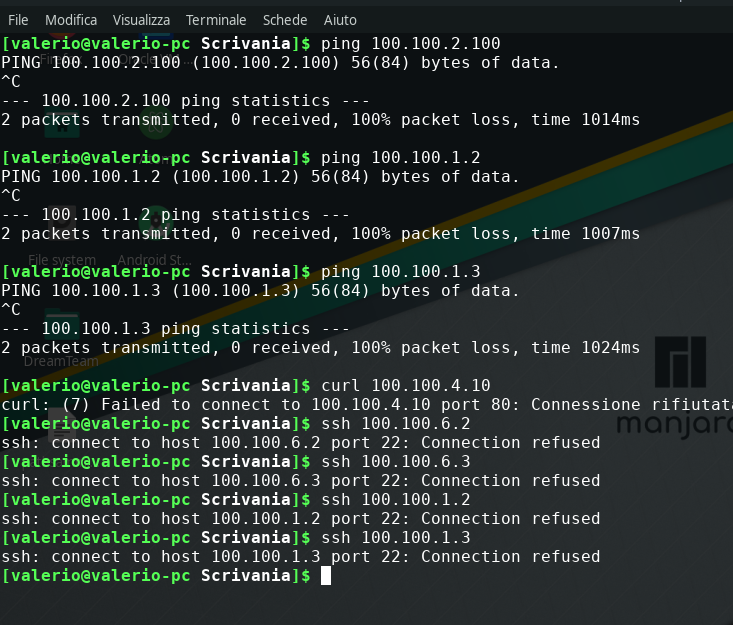 File Modifica Visualizza Terminale Schede Aiuto
[valerio@valerio-pc Scrivania]$ ping 100.100.2.100
PING 100.100.2.100 (100.100.2.100) 56(84) bytes of data.
^C
--- 100.100.2.100 ping statistics ---
2 packets transmitted, 0 received, 100% packet loss, time 1014ms
[valerio@valerio-pc Scrivania]$ ping 100.100.1.2
PING 100.100.1.2 (100.100.1.2) 56(84) bytes of data.
^C
--- 100.100.1.2 ping statistics ---
2 packets transmitted, 0 received, 100% packet loss, time 1007ms
File system Android St...
[valerio@valerio-pc Scrivania]$ ping 100.100.1.3
PING 100.100.1.3 (100.100.1.3) 56(84) bytes of data.
^C
--- 100.100.1.3 ping statistics ---
2 packets transmitted, 0 received, 100% packet loss, time 1024ms
DreamTeam
[valerio@valerio-pc Scrivania]$ curl 100.100.4.10
curl: (7) Failed to connect to 100.100.4.10 port 80: Connessione rifiutata
[valerio@valerio-pc Scrivania]$ ssh 100.100.6.2
manjaro
ssh: connect to host 100.100.6.2 port 22: Connection refused
[valerio@valerio-pc Scrivania]$ ssh 100.100.6.3
ssh: connect to host 100.100.6.3 port 22: Connection refused
[valerio@valerio-pc Scrivania]$ ssh 100.100.1.2
ssh: connect to host 100.100.1.2 port 22: Connection refused
[valerio@valerio-pc Scrivania]$ ssh 100.100.1.3
ssh: connect to host 100.100.1.3 port 22: Connection refused
[valerio@valerio-pc Scrivania]$